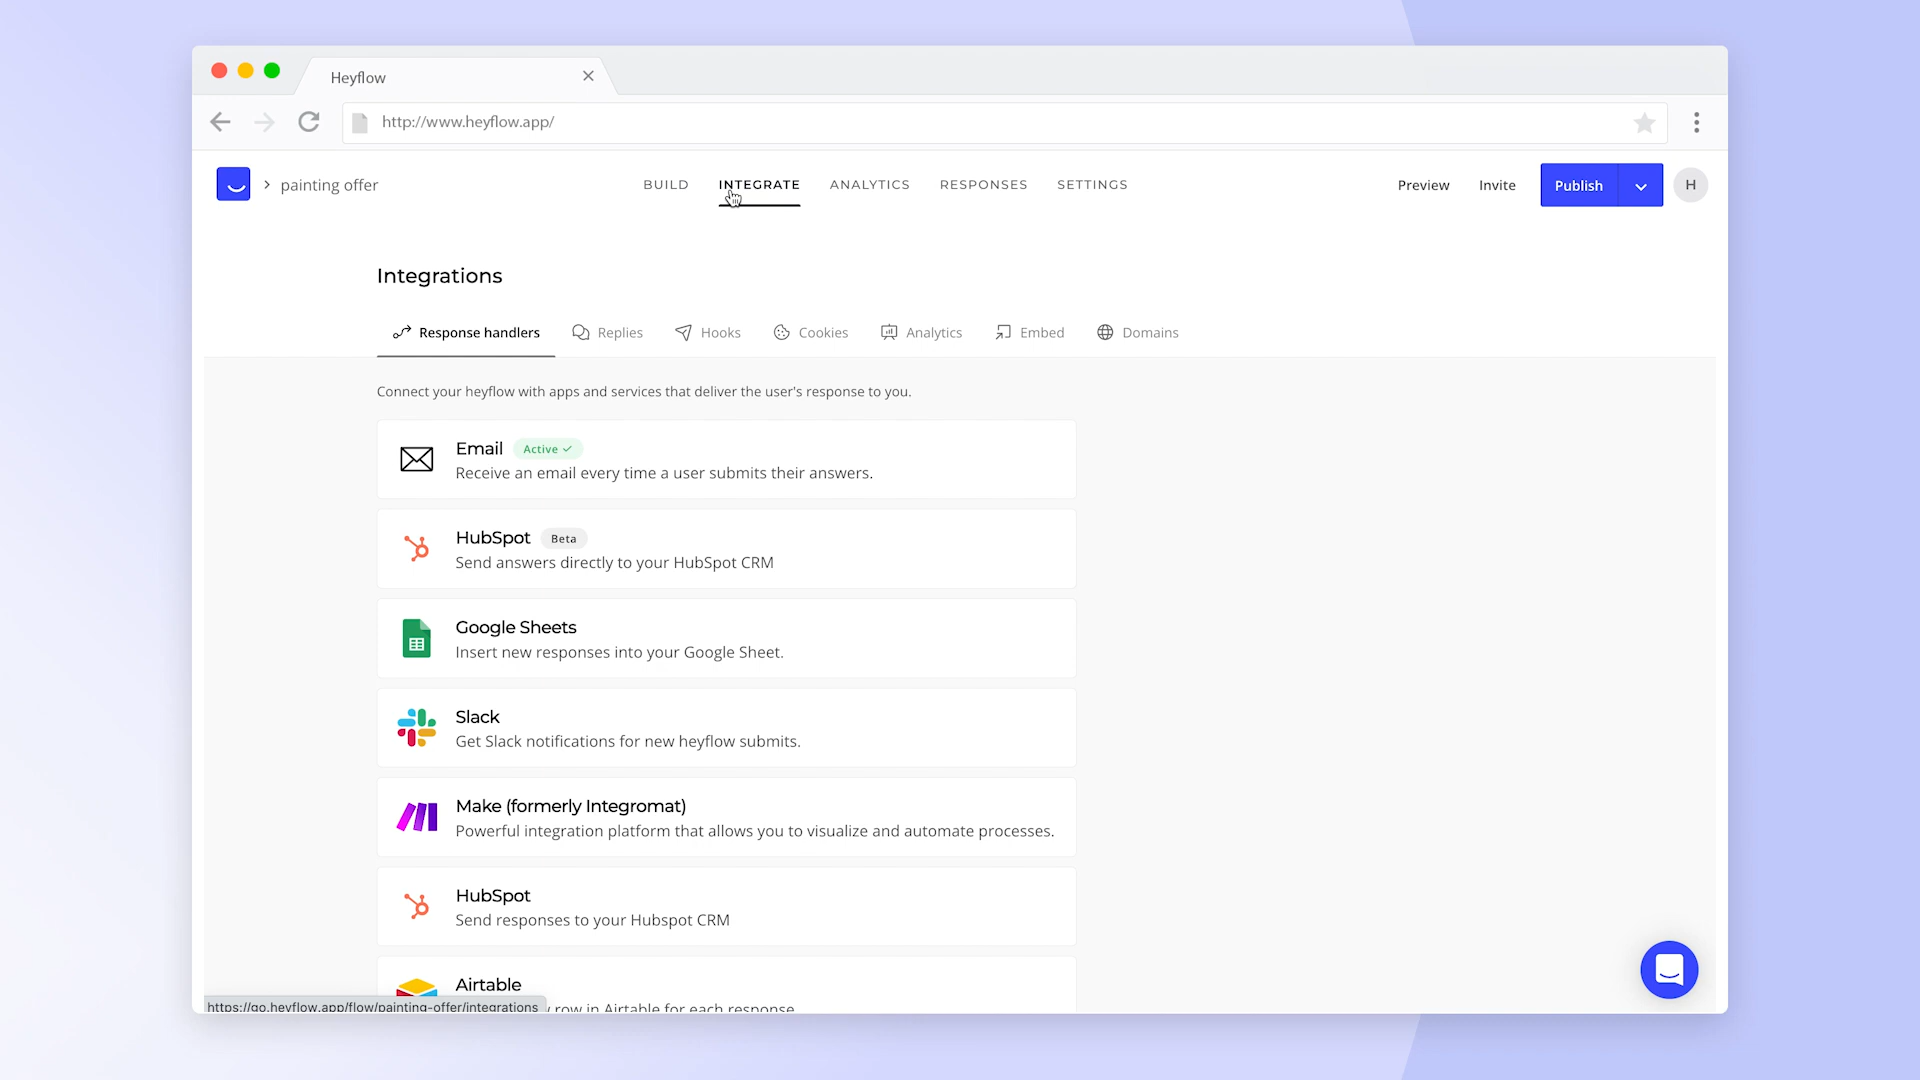 Heyflow
http://www.heyflow.app/
painting offer
BUILD INTEGRATE ANALYTICS RESPONSES SETTINGS
Preview Invite Publish H
Integrations
Response handlers Replies Hooks Cookies Analytics Embed Domains
Connect your heyflow with apps and services that deliver the user's response to you.
Email Active
Receive an email every time a user submits their answers.
HubSpot Beta
Send answers directly to your HubSpot CRM
Google Sheets
Insert new responses into your Google Sheet.
Slack
Get Slack notifications for new heyflow submits.
Make (formerly Integromat)
Powerful integration platform that allows you to visualize and automate processes.
HubSpot
Send responses to your Hubspot CRM
Airtable
row in Airtable for each response
https://go.heyflow.app/flow/painting-offer/integrations